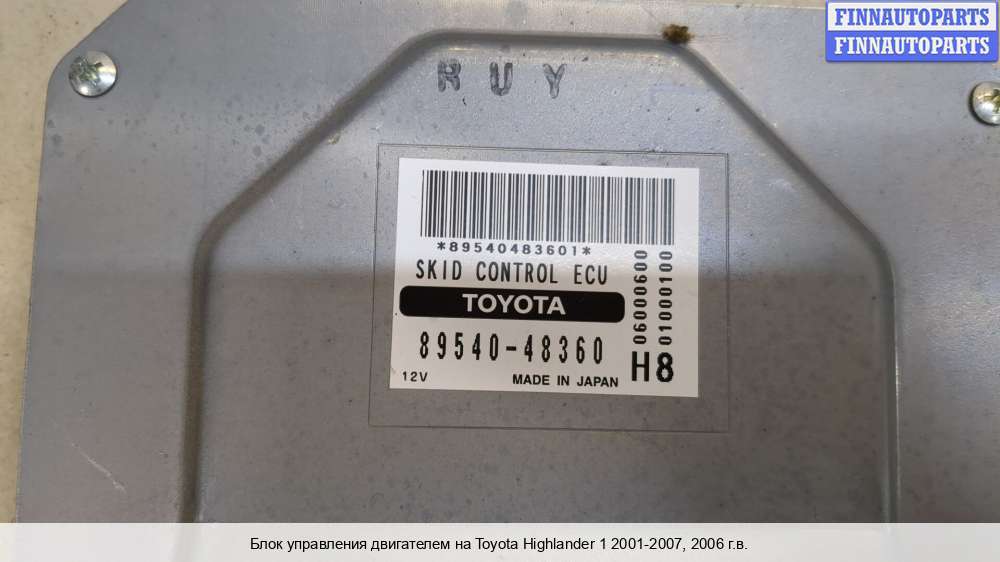 FINNAUTOPARTS
FINNAUTOPARTS
RUY
*89540483601*
SKID CONTROL ECU
TOYOTA
89540-48360
12V
MADE IN JAPAN
H8
06000600
01000100
Блок управления двигателем на Toyota Highlander 1 2001-2007, 2006 г.в.